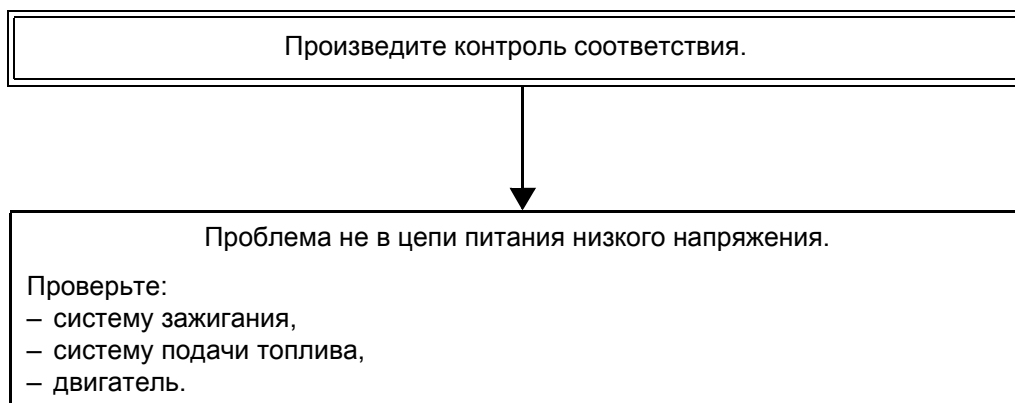 Произведите контроль соответствия.
Проблема не в цепи питания низкого напряжения.
Проверьте:
– систему зажигания,
– систему подачи топлива,
– двигатель.